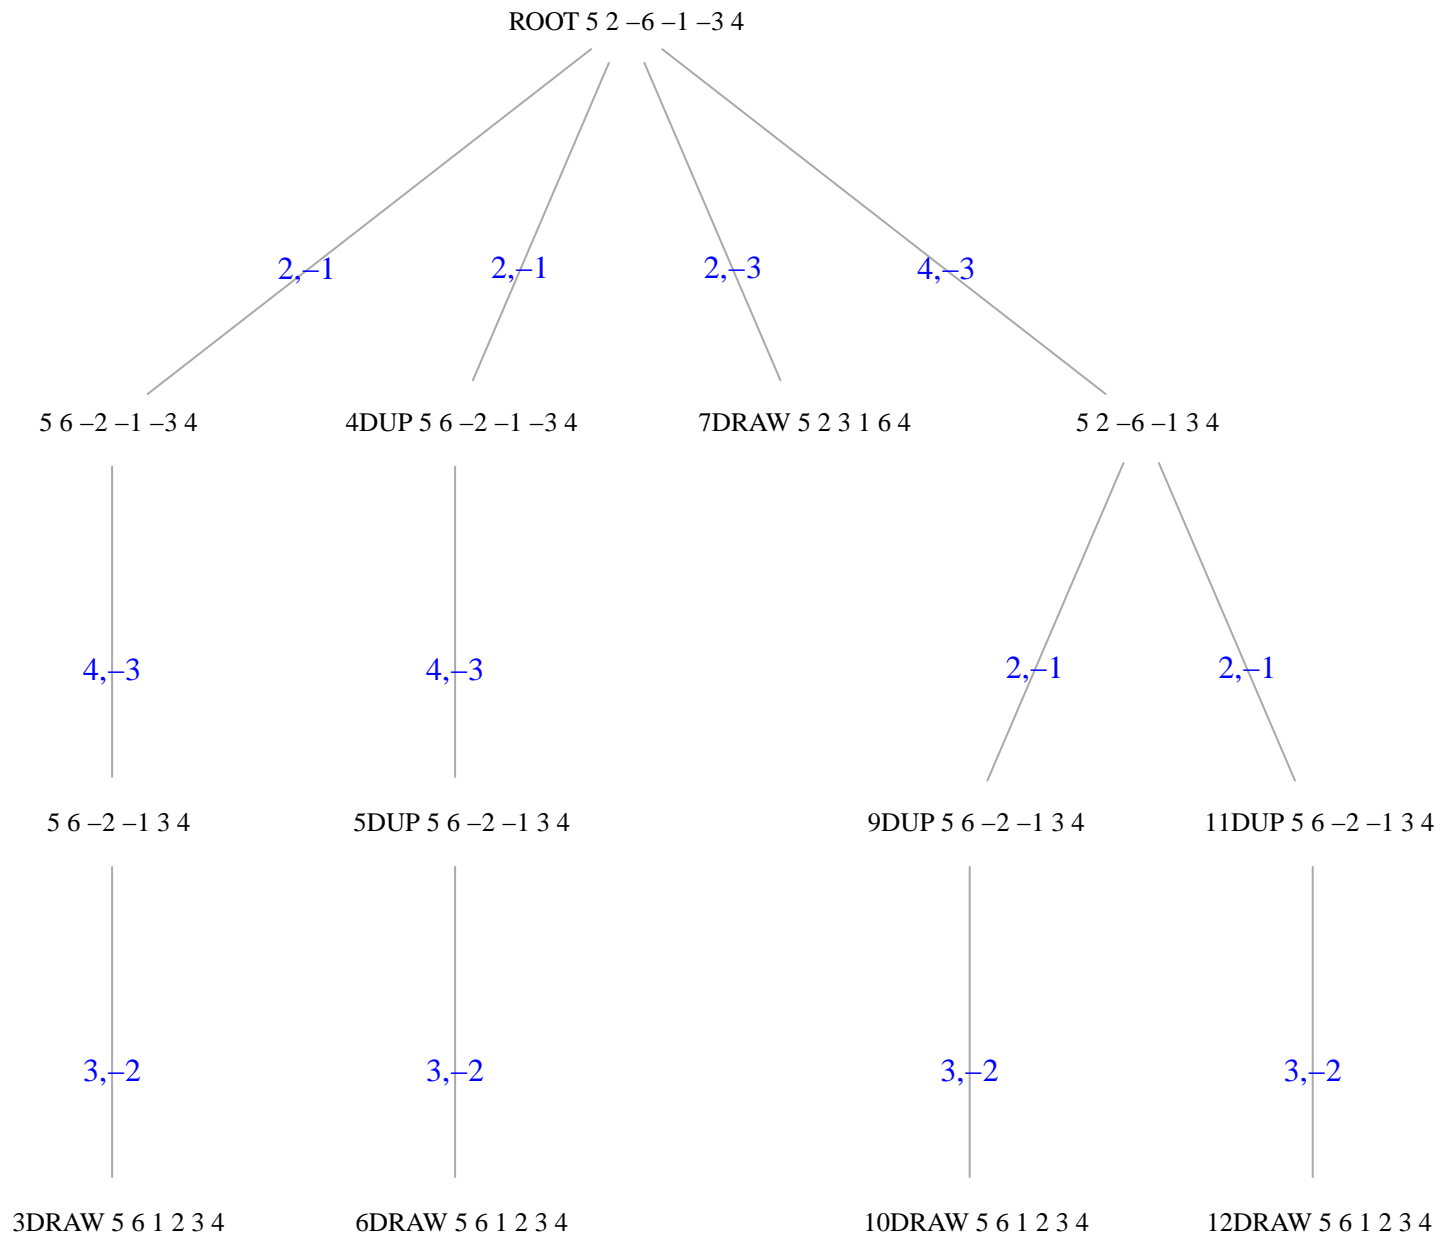 ROOT 5 2 –6 –1 –3 4
2,–1 2,–1 2,–3 4,–3
5 6 –2 –1 –3 4 4DUP 5 6 –2 –1 –3 4 7DRAW 5 2 3 1 6 4 5 2 –6 –1 3 4
4,–3 4,–3 2,–1 2,–1
5 6 –2 –1 3 4 5DUP 5 6 –2 –1 3 4 9DUP 5 6 –2 –1 3 4 11DUP 5 6 –2 –1 3 4
3,–2 3,–2 3,–2 3,–2
3DRAW 5 6 1 2 3 4 6DRAW 5 6 1 2 3 4 10DRAW 5 6 1 2 3 4 12DRAW 5 6 1 2 3 4